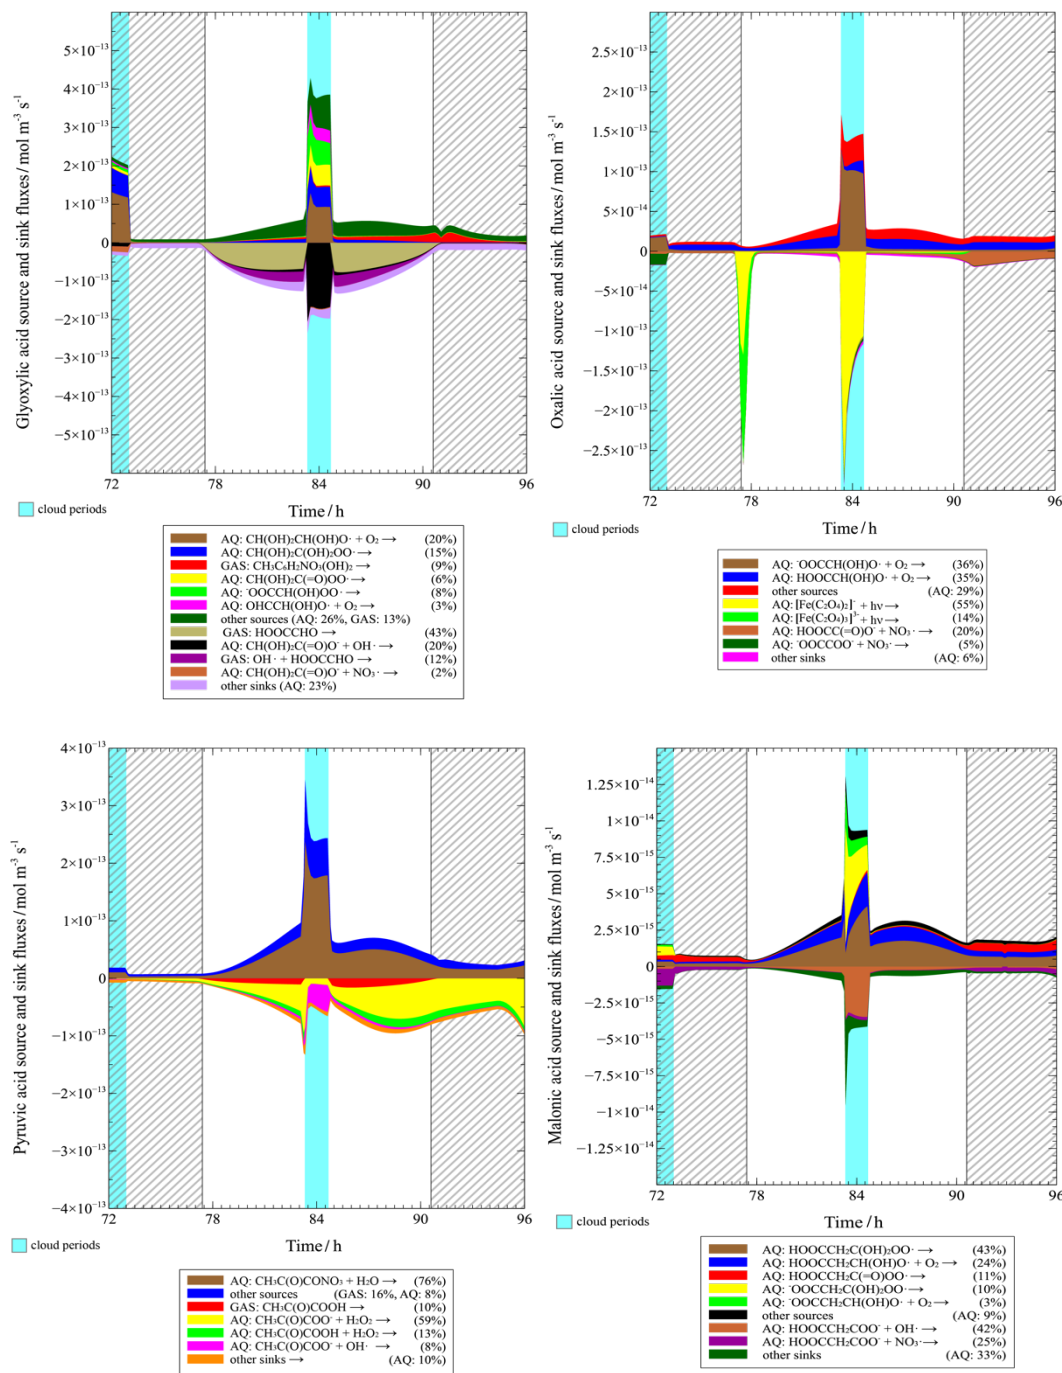 Glyoxylic acid source and sink fluxes / mol m⁻³ s⁻¹
5×10⁻¹³
4×10⁻¹³
3×10⁻¹³
2×10⁻¹³
1×10⁻¹³
0
−1×10⁻¹³
−2×10⁻¹³
−3×10⁻¹³
−4×10⁻¹³
−5×10⁻¹³
72 78 84 90 96
Time / h
cloud periods
AQ: CH(OH)₂CH(OH)O· + O₂ → (20%)
AQ: CH(OH)₂C(OH)₂OO· → (15%)
GAS: CH₃C₆H₂NO₃(OH)₂ → (9%)
AQ: CH(OH)₂C(=O)OO· → (6%)
AQ: ⁻OOCCH(OH)OO· → (8%)
AQ: OHCCH(OH)O· + O₂ → (3%)
other sources (AQ: 26%, GAS: 13%)
GAS: HOOCCHO → (43%)
AQ: CH(OH)₂C(=O)O⁻ + OH· → (20%)
GAS: OH· + HOOCCHO → (12%)
AQ: CH(OH)₂C(=O)O⁻ + NO₃· → (2%)
other sinks (AQ: 23%)
Oxalic acid source and sink fluxes / mol m⁻³ s⁻¹
2.5×10⁻¹³
2×10⁻¹³
1.5×10⁻¹³
1×10⁻¹³
5×10⁻¹⁴
0
−5×10⁻¹⁴
−1×10⁻¹³
−1.5×10⁻¹³
−2×10⁻¹³
−2.5×10⁻¹³
72 78 84 90 96
Time / h
cloud periods
AQ: ⁻OOCCH(OH)O· + O₂ → (36%)
AQ: HOOCCH(OH)O· + O₂ → (35%)
other sources (AQ: 29%)
AQ: [Fe(C₂O₄)₂]⁻ + hν → (55%)
AQ: [Fe(C₂O₄)₃]³⁻ + hν → (14%)
AQ: HOOCC(=O)O⁻ + NO₃· → (20%)
AQ: ⁻OOCCOO⁻ + NO₃· → (5%)
other sinks (AQ: 6%)
Pyruvic acid source and sink fluxes / mol m⁻³ s⁻¹
4×10⁻¹³
3×10⁻¹³
2×10⁻¹³
1×10⁻¹³
0
−1×10⁻¹³
−2×10⁻¹³
−3×10⁻¹³
−4×10⁻¹³
72 78 84 90 96
Time / h
cloud periods
AQ: CH₃C(O)CONO₃ + H₂O → (76%)
other sources (GAS: 16%, AQ: 8%)
GAS: CH₃C(O)COOH → (10%)
AQ: CH₃C(O)COO⁻ + H₂O₂ → (59%)
AQ: CH₃C(O)COOH + H₂O₂ → (13%)
AQ: CH₃C(O)COO⁻ + OH· → (8%)
other sinks → (AQ: 10%)
Malonic acid source and sink fluxes / mol m⁻³ s⁻¹
1.25×10⁻¹⁴
1×10⁻¹⁴
7.5×10⁻¹⁵
5×10⁻¹⁵
2.5×10⁻¹⁵
0
−2.5×10⁻¹⁵
−5×10⁻¹⁵
−7.5×10⁻¹⁵
−1×10⁻¹⁴
−1.25×10⁻¹⁴
72 78 84 90 96
Time / h
cloud periods
AQ: HOOCCH₂C(OH)₂OO· → (43%)
AQ: HOOCCH₂CH(OH)O· + O₂ → (24%)
AQ: HOOCCH₂C(=O)OO· → (11%)
AQ: ⁻OOCCH₂C(OH)₂OO· → (10%)
AQ: ⁻OOCCH₂CH(OH)O· + O₂ → (3%)
other sources (AQ: 9%)
AQ: HOOCCH₂COO⁻ + OH· → (42%)
AQ: HOOCCH₂COO⁻ + NO₃· → (25%)
other sinks (AQ: 33%)